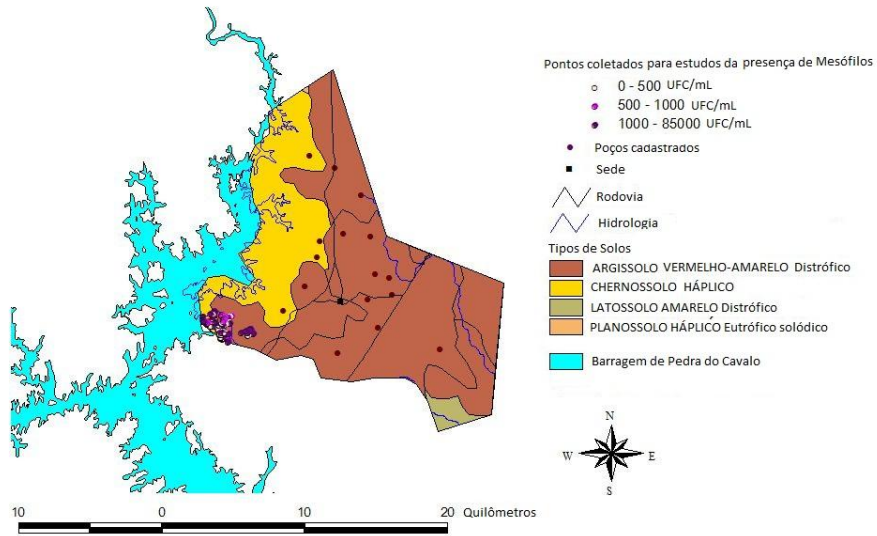 Pontos coletados para estudos da presença de Mesófilos
0 - 500 UFC/mL
500 - 1000 UFC/mL
1000 - 85000 UFC/mL
Poços cadastrados
Sede
Rodovia
Hidrologia
Tipos de Solos
ARGISSOLO VERMELHO-AMARELO Distrófico
CHERNOSSOLO HÁPLICO
LATOSSOLO AMARELO Distrófico
PLANOSSOLO HÁPLICO Eutrófico solódico
Barragem de Pedra do Cavalo
N
W E
S
10 0 10 20 Quilômetros